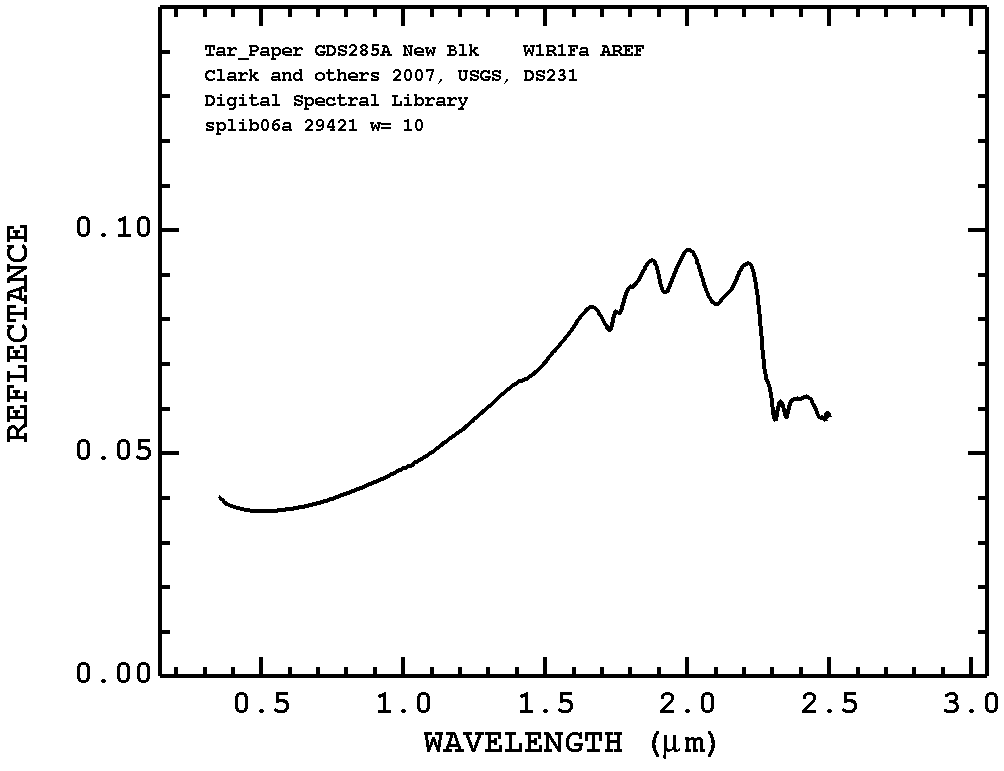 Tar_Paper GDS285A New Blk    W1R1Fa AREF
Clark and others 2007, USGS, DS231
Digital Spectral Library
splib06a 29421 w= 10
REFLECTANCE
0.10
0.05
0.00
0.5 1.0 1.5 2.0 2.5 3.0
WAVELENGTH (μm)